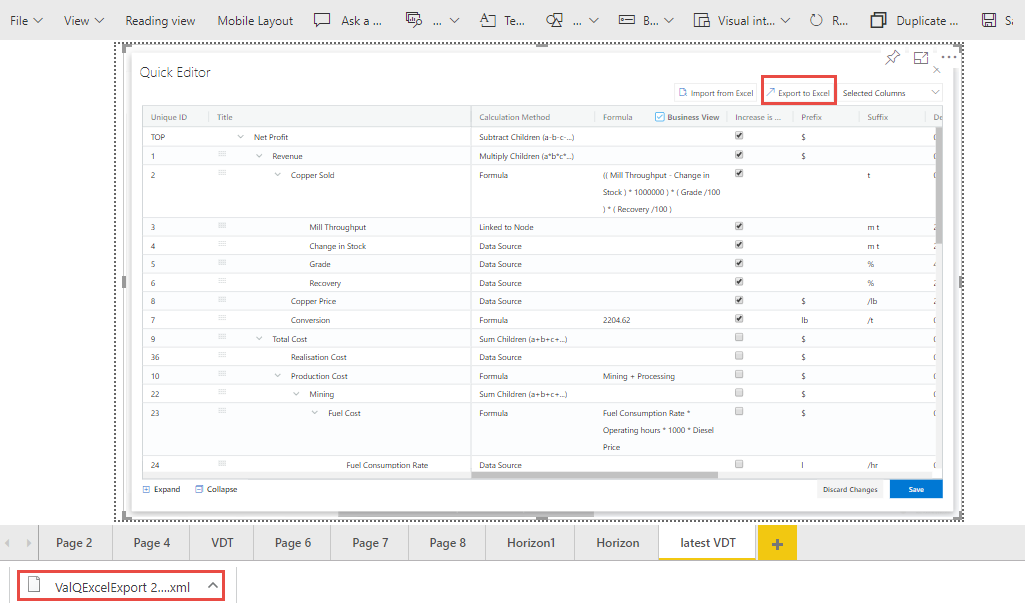 File View Reading view Mobile Layout Ask a ... ... Te... ... B... Visual int... R... Duplicate ...
Quick Editor
Import from Excel Export to Excel Selected Columns
Unique ID Title Calculation Method Formula Business View Increase is ... Prefix Suffix
TOP Net Profit Subtract Children (a-b-c-...) $
1 Revenue Multiply Children (a*b*c*...) $
2 Copper Sold Formula (( Mill Throughput - Change in t
Stock ) * 1000000 ) * ( Grade /100
) * ( Recovery /100 )
3 Mill Throughput Linked to Node m t
4 Change in Stock Data Source m t
5 Grade Data Source %
6 Recovery Data Source %
8 Copper Price Data Source $ /lb
7 Conversion Formula 2204.62 lb /t
9 Total Cost Sum Children (a+b+c+...) $
36 Realisation Cost Data Source $
10 Production Cost Formula Mining + Processing $
22 Mining Sum Children (a+b+c+...) $
23 Fuel Cost Formula Fuel Consumption Rate * $
Operating hours * 1000 * Diesel
Price
24 Fuel Consumption Rate Data Source l /hr
Expand Collapse Discard Changes Save
Page 2 Page 4 VDT Page 6 Page 7 Page 8 Horizon1 Horizon latest VDT +
ValQExcelExport 2....xml